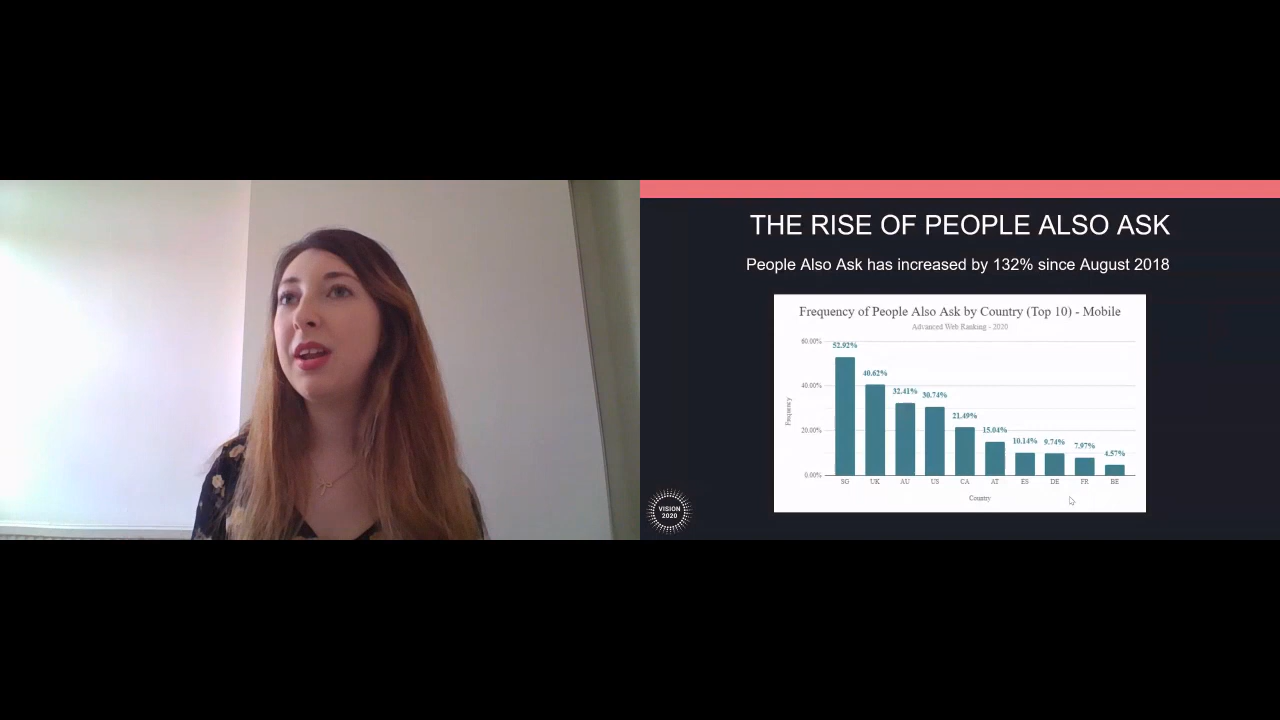 THE RISE OF PEOPLE ALSO ASK
People Also Ask has increased by 132% since August 2018
Frequency of People Also Ask by Country (Top 10) - Mobile
Advanced Web Ranking - 2020
60.00%
40.00%
20.00%
0.00%
Frequency
52.92%
40.62%
32.41%
30.74%
21.49%
15.04%
10.14%
9.74%
7.97%
4.57%
SG UK AU US CA AT ES DE FR BE
Country
VISION
2020